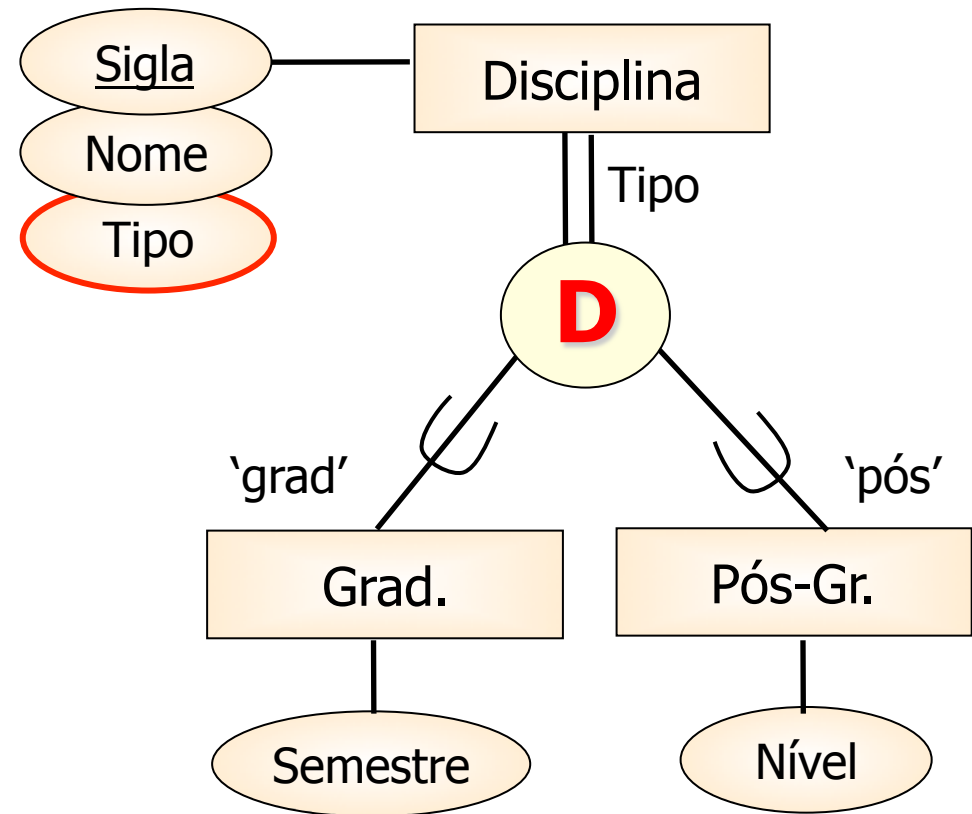 Sigla
Disciplina
Nome
Tipo
Tipo
D
‘grad’
‘pós’
Grad.
Pós-Gr.
Semestre
Nível